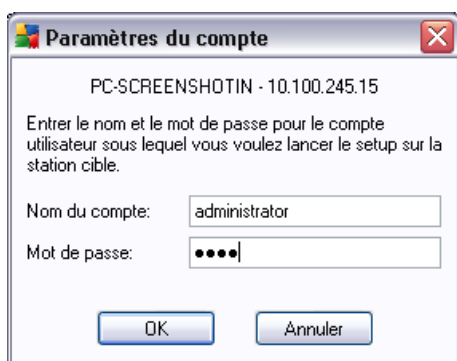 Paramètres du compte
PC-SCREENSHOTIN - 10.100.245.15
Entrer le nom et le mot de passe pour le compte
utilisateur sous lequel vous voulez lancer le setup sur la
station cible.
Nom du compte: administrator
Mot de passe: ●●●●
OK Annuler